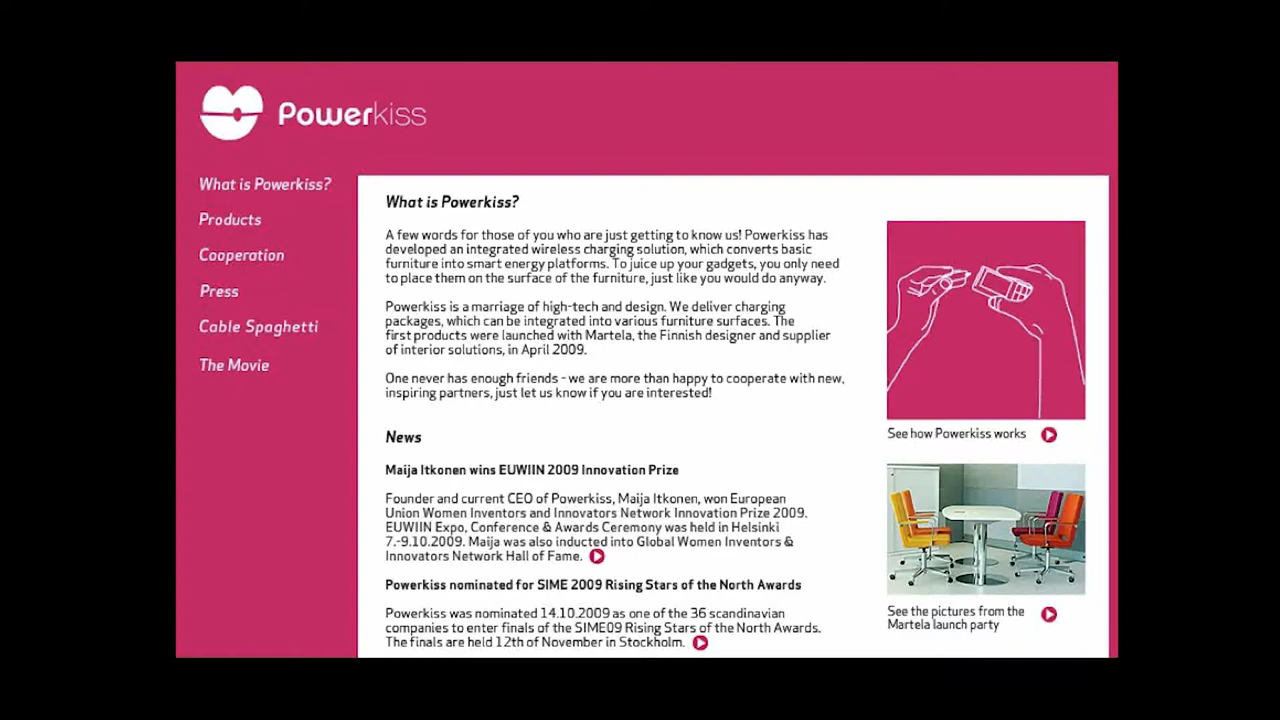 Powerkiss
What is Powerkiss?
Products
Cooperation
Press
Cable Spaghetti
The Movie
What is Powerkiss?
A few words for those of you who are just getting to know us! Powerkiss has
developed an integrated wireless charging solution, which converts basic
furniture into smart energy platforms. To juice up your gadgets, you only need
to place them on the surface of the furniture, just like you would do anyway.
Powerkiss is a marriage of high-tech and design. We deliver charging
packages, which can be integrated into various furniture surfaces. The
first products were launched with Martela, the Finnish designer and supplier
of interior solutions, in April 2009.
One never has enough friends - we are more than happy to cooperate with new,
inspiring partners, just let us know if you are interested!
News
Maija Itkonen wins EUWIIN 2009 Innovation Prize
Founder and current CEO of Powerkiss, Maija Itkonen, won European
Union Women Inventors and Innovators Network Innovation Prize 2009.
EUWIIN Expo, Conference & Awards Ceremony was held in Helsinki
7.-9.10.2009. Maija was also inducted into Global Women Inventors &
Innovators Network Hall of Fame.
Powerkiss nominated for SIME 2009 Rising Stars of the North Awards
Powerkiss was nominated 14.10.2009 as one of the 36 scandinavian
companies to enter finals of the SIME09 Rising Stars of the North Awards.
The finals are held 12th of November in Stockholm.
See how Powerkiss works
See the pictures from the
Martela launch party